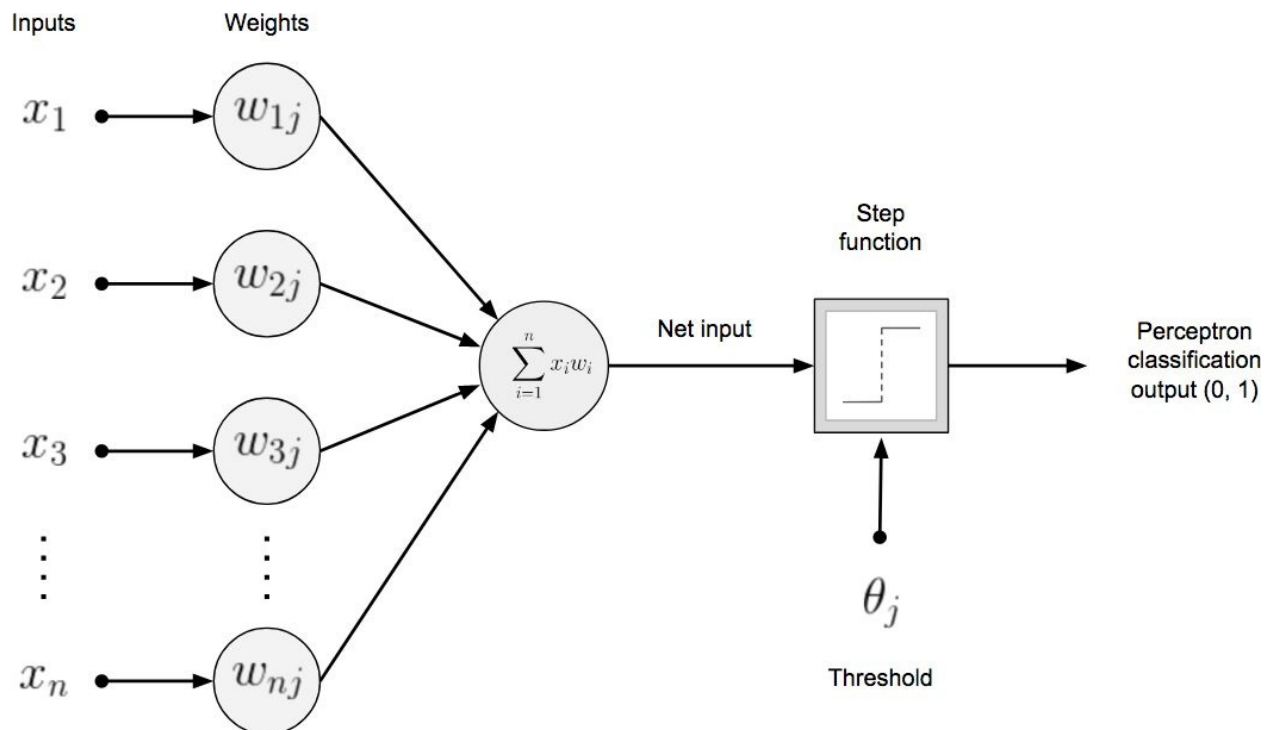 Inputs
Weights
x₁
w₁ⱼ
x₂
w₂ⱼ
x₃
w₃ⱼ
xₙ
wₙⱼ
n
∑ xᵢwᵢ
i=1
Net input
Step
function
θⱼ
Threshold
Perceptron
classification
output (0, 1)